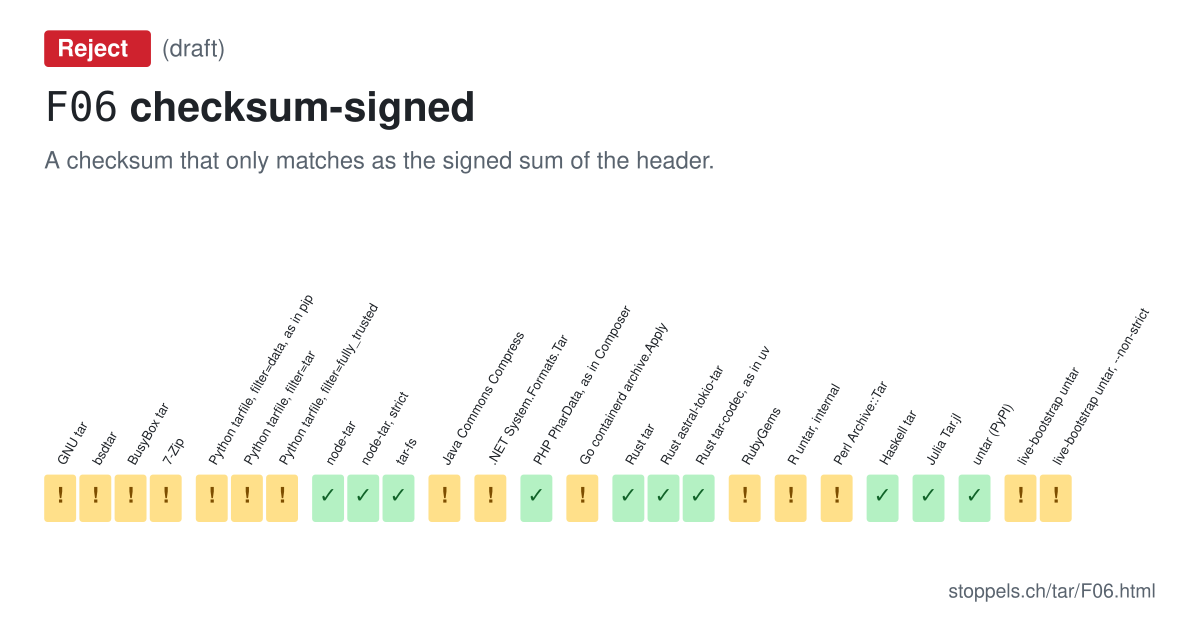 Reject (draft)
F06 checksum-signed
A checksum that only matches as the signed sum of the header.
GNU tar
bsdtar
BusyBox tar
7-Zip
Python tarfile, filter=data, as in pip
Python tarfile, filter=tar
Python tarfile, filter=fully_trusted
node-tar
node-tar, strict
tar-fs
Java Commons Compress
.NET System.Formats.Tar
PHP PharData, as in Composer
Go containerd archive.Apply
Rust tar
Rust astral-tokio-tar
Rust tar-codec, as in uv
RubyGems
R untar, internal
Perl Archive::Tar
Haskell tar
Julia Tar.jl
untar (PyPI)
live-bootstrap untar
live-bootstrap untar, --non-strict
! ! ! ! ! ! ! ✓ ✓ ✓ ! ! ✓ ! ✓ ✓ ✓ ! ! ! ✓ ✓ ✓ ! !
stoppels.ch/tar/F06.html